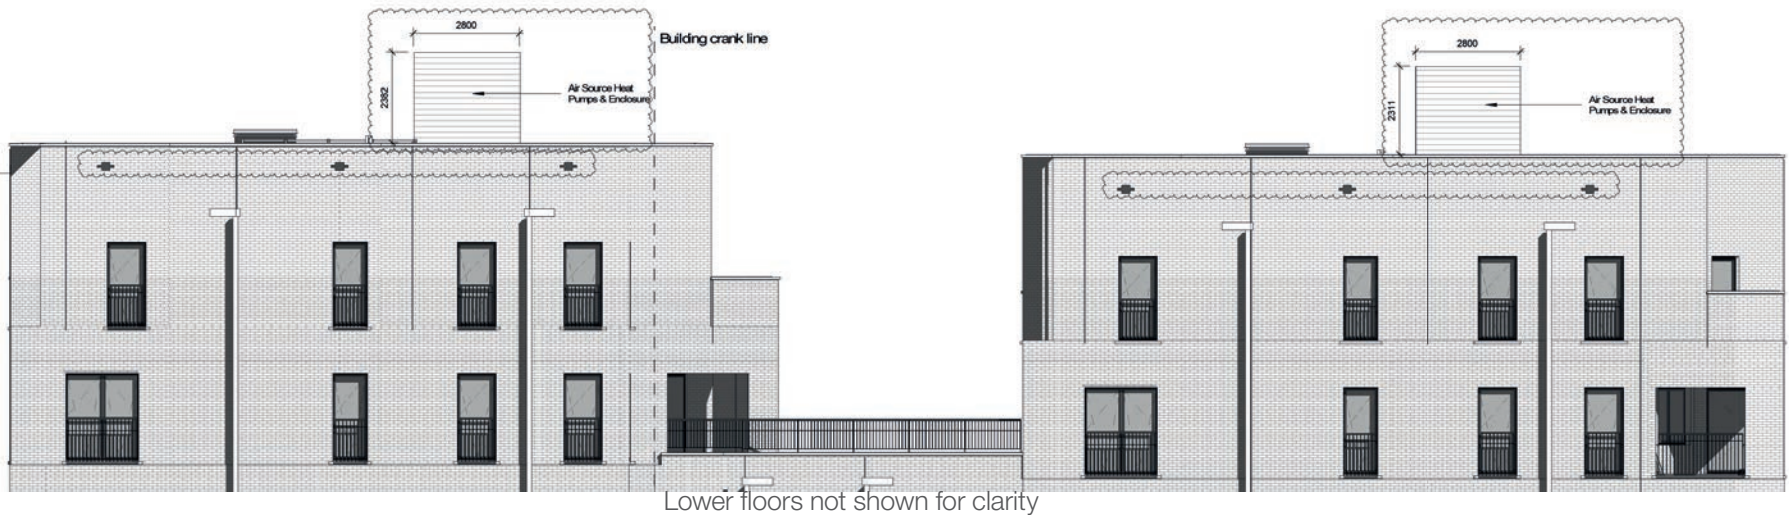 2800
Building crank line
2382
Air Source Heat
Pumps & Enclosure
2800
2311
Air Source Heat
Pumps & Enclosure
Lower floors not shown for clarity